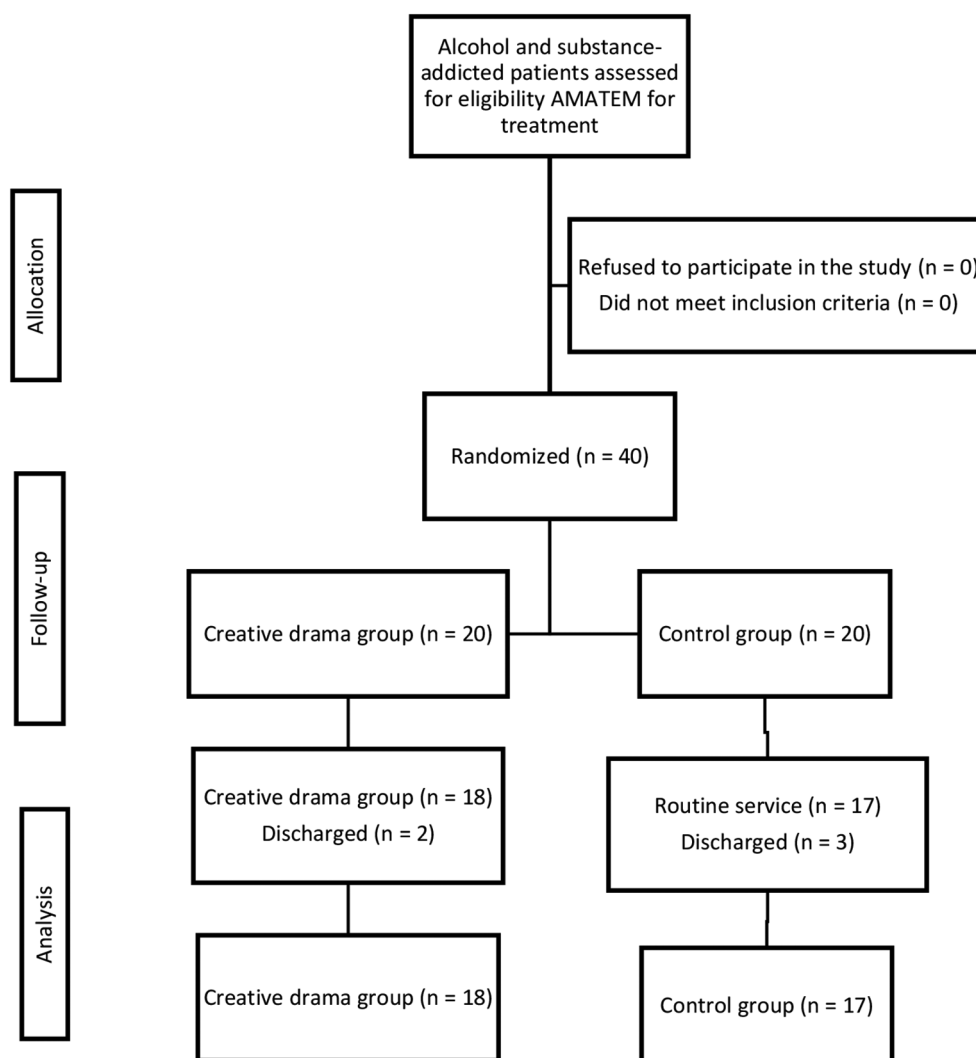 Alcohol and substance-
addicted patients assessed
for eligibility AMATEM for
treatment
Allocation
Refused to participate in the study (n = 0)
Did not meet inclusion criteria (n = 0)
Randomized (n = 40)
Follow-up
Creative drama group (n = 20)
Control group (n = 20)
Creative drama group (n = 18)
Discharged (n = 2)
Routine service (n = 17)
Discharged (n = 3)
Analysis
Creative drama group (n = 18)
Control group (n = 17)